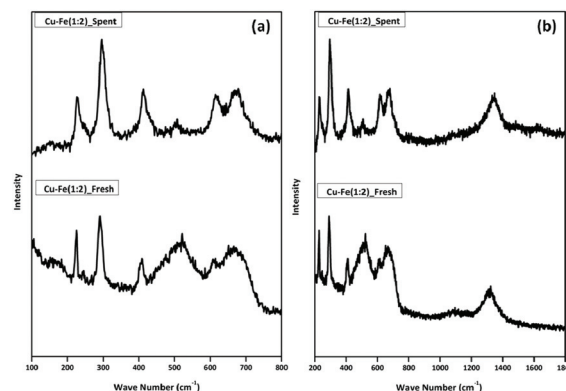 Cu-Fe(1:2)_Spent
(a)
Cu-Fe(1:2)_Fresh
Intensity
100 200 300 400 500 600 700 800
Wave Number (cm⁻¹)
Cu-Fe(1:2)_Spent
(b)
Cu-Fe(1:2)_Fresh
Intensity
200 400 600 800 1000 1200 1400 1600 1800
Wave Number (cm⁻¹)